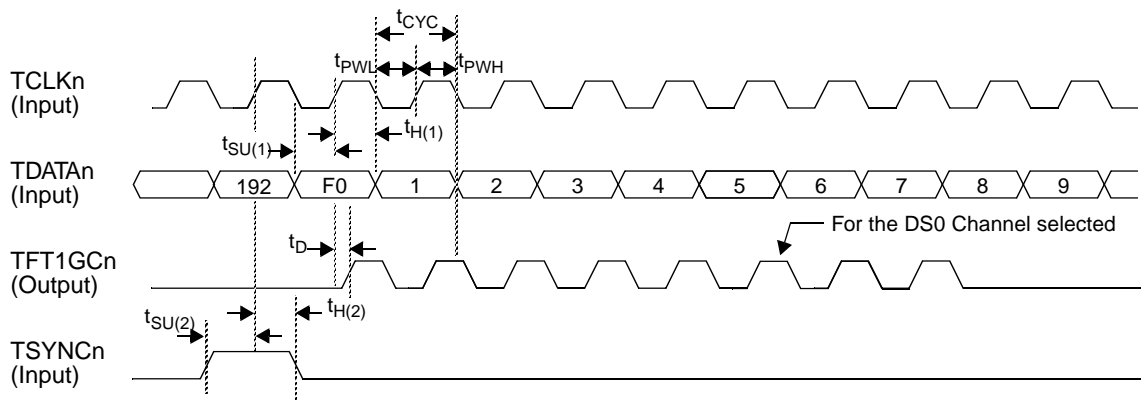 tCYC
tPWL
tPWH
TCLKn
(Input)
tSU(1)
tH(1)
TDATAn
(Input)
192 F0 1 2 3 4 5 6 7 8 9
For the DS0 Channel selected
tD
TFT1GCn
(Output)
tSU(2)
tH(2)
TSYNCn
(Input)